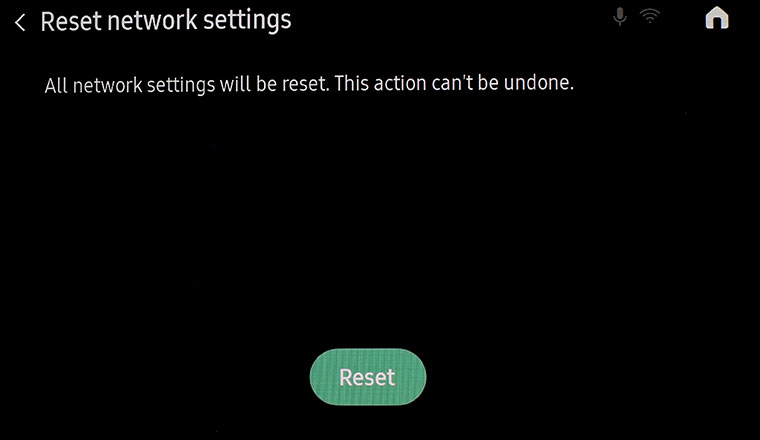 Reset network settings
All network settings will be reset. This action can't be undone.
Reset